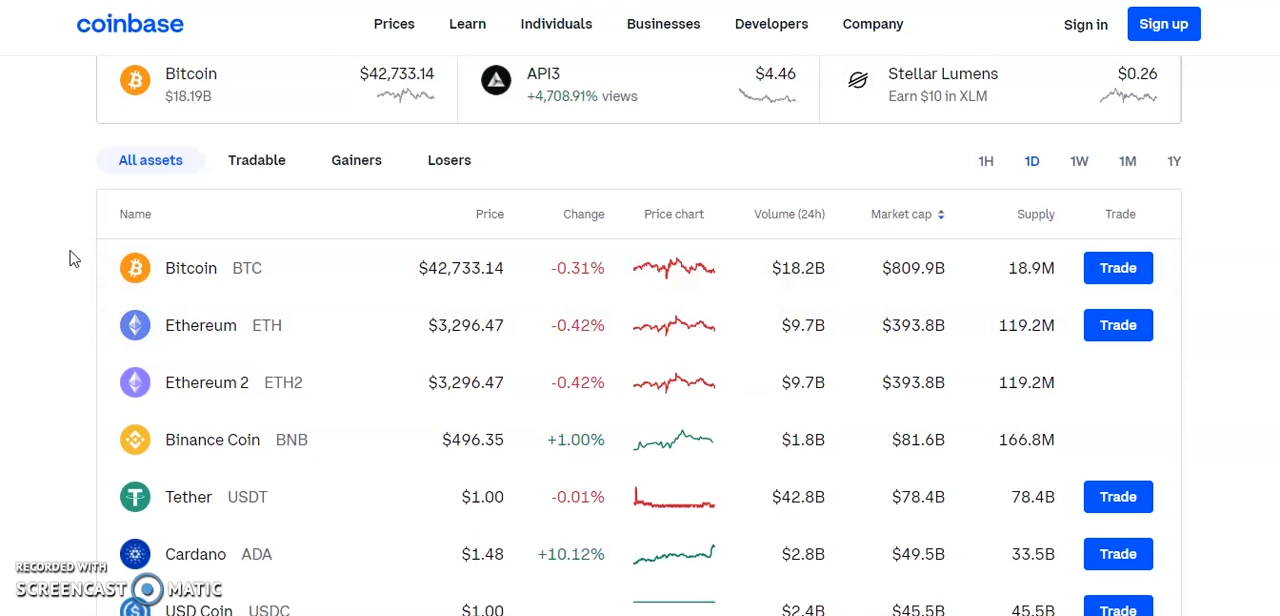 coinbase Prices Learn Individuals Businesses Developers Company Sign in Sign up
Bitcoin $42,733.14 API3 $4.46 Stellar Lumens $0.26
$18.19B +4,708.91% views Earn $10 in XLM
All assets Tradable Gainers Losers 1H 1D 1W 1M 1Y
Name Price Change Price chart Volume (24h) Market cap Supply Trade
Bitcoin BTC $42,733.14 -0.31% $18.2B $809.9B 18.9M Trade
Ethereum ETH $3,296.47 -0.42% $9.7B $393.8B 119.2M Trade
Ethereum 2 ETH2 $3,296.47 -0.42% $9.7B $393.8B 119.2M
Binance Coin BNB $496.35 +1.00% $1.8B $81.6B 166.8M
Tether USDT $1.00 -0.01% $42.8B $78.4B 78.4B Trade
Cardano ADA $1.48 +10.12% $2.8B $49.5B 33.5B Trade
RECORDED WITH
SCREENCAST MATIC
USD Coin USDC $1.00 $2.4B $45.5B 45.5B Trade